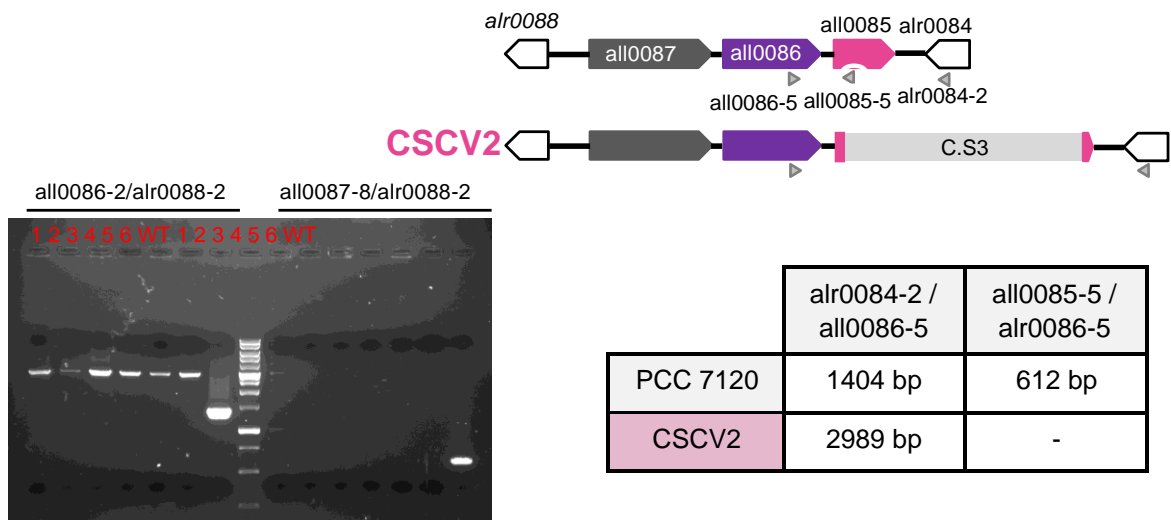 alr0088
all0085 alr0084
all0087 all0086
all0086-5 all0085-5 alr0084-2
CSCV2
C.S3
all0086-2/alr0088-2 all0087-8/alr0088-2
1 2 3 4 5 6 WT 1 2 3 4 5 6 WT
alr0084-2 / all0085-5 /
all0086-5 alr0086-5
PCC 7120 1404 bp 612 bp
CSCV2 2989 bp -